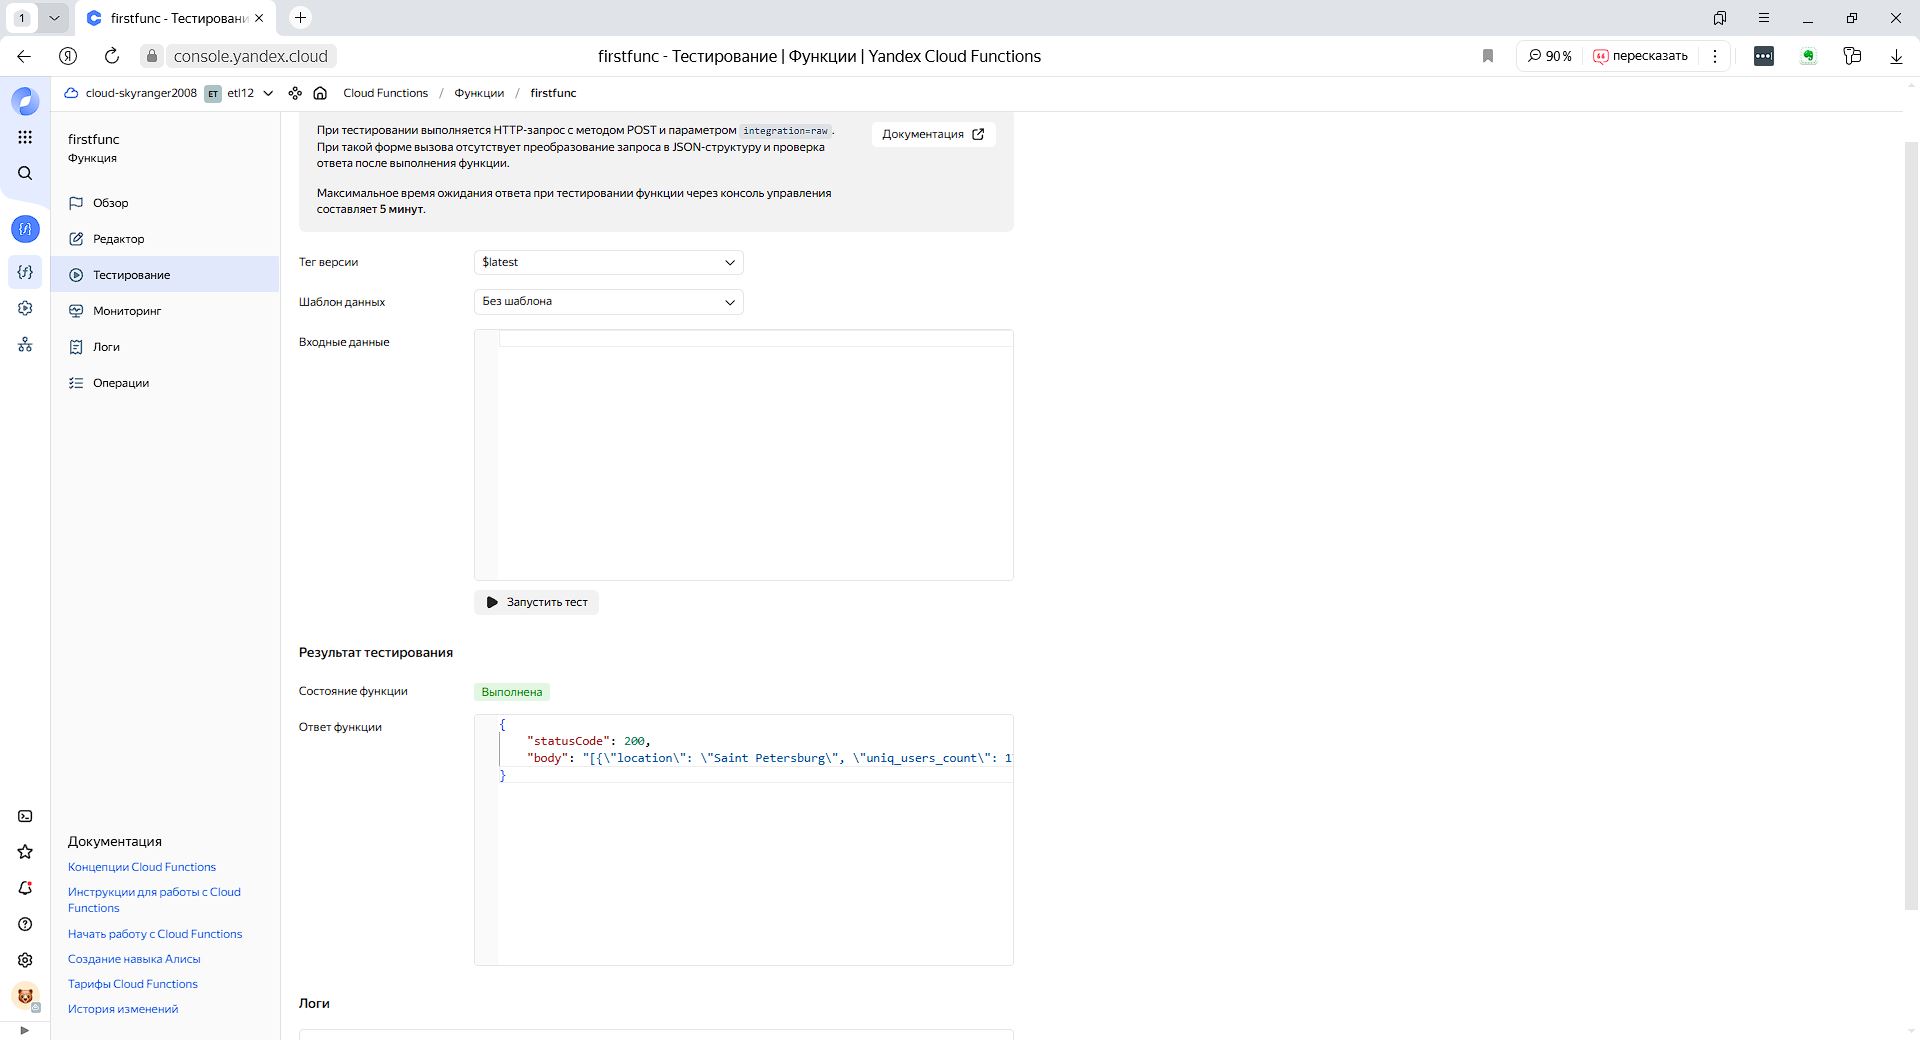 1
firstfunc - Тестировани
console.yandex.cloud
firstfunc - Тестирование | Функции | Yandex Cloud Functions
90 %
пересказать
cloud-skyranger2008
ET
etl12
Cloud Functions / Функции / firstfunc
firstfunc
Функция
Обзор
Редактор
Тестирование
Мониторинг
Логи
Операции
Документация
Концепции Cloud Functions
Инструкции для работы с Cloud
Functions
Начать работу с Cloud Functions
Создание навыка Алисы
Тарифы Cloud Functions
История изменений
При тестировании выполняется HTTP-запрос с методом POST и параметром integration=raw.
При такой форме вызова отсутствует преобразование запроса в JSON-структуру и проверка
ответа после выполнения функции.
Максимальное время ожидания ответа при тестировании функции через консоль управления
составляет 5 минут.
Документация
Тег версии
$latest
Шаблон данных
Без шаблона
Входные данные
Запустить тест
Результат тестирования
Состояние функции
Выполнена
Ответ функции
{
"statusCode": 200,
"body": "[{\"location\": \"Saint Petersburg\", \"uniq_users_count\": 1
}
Логи